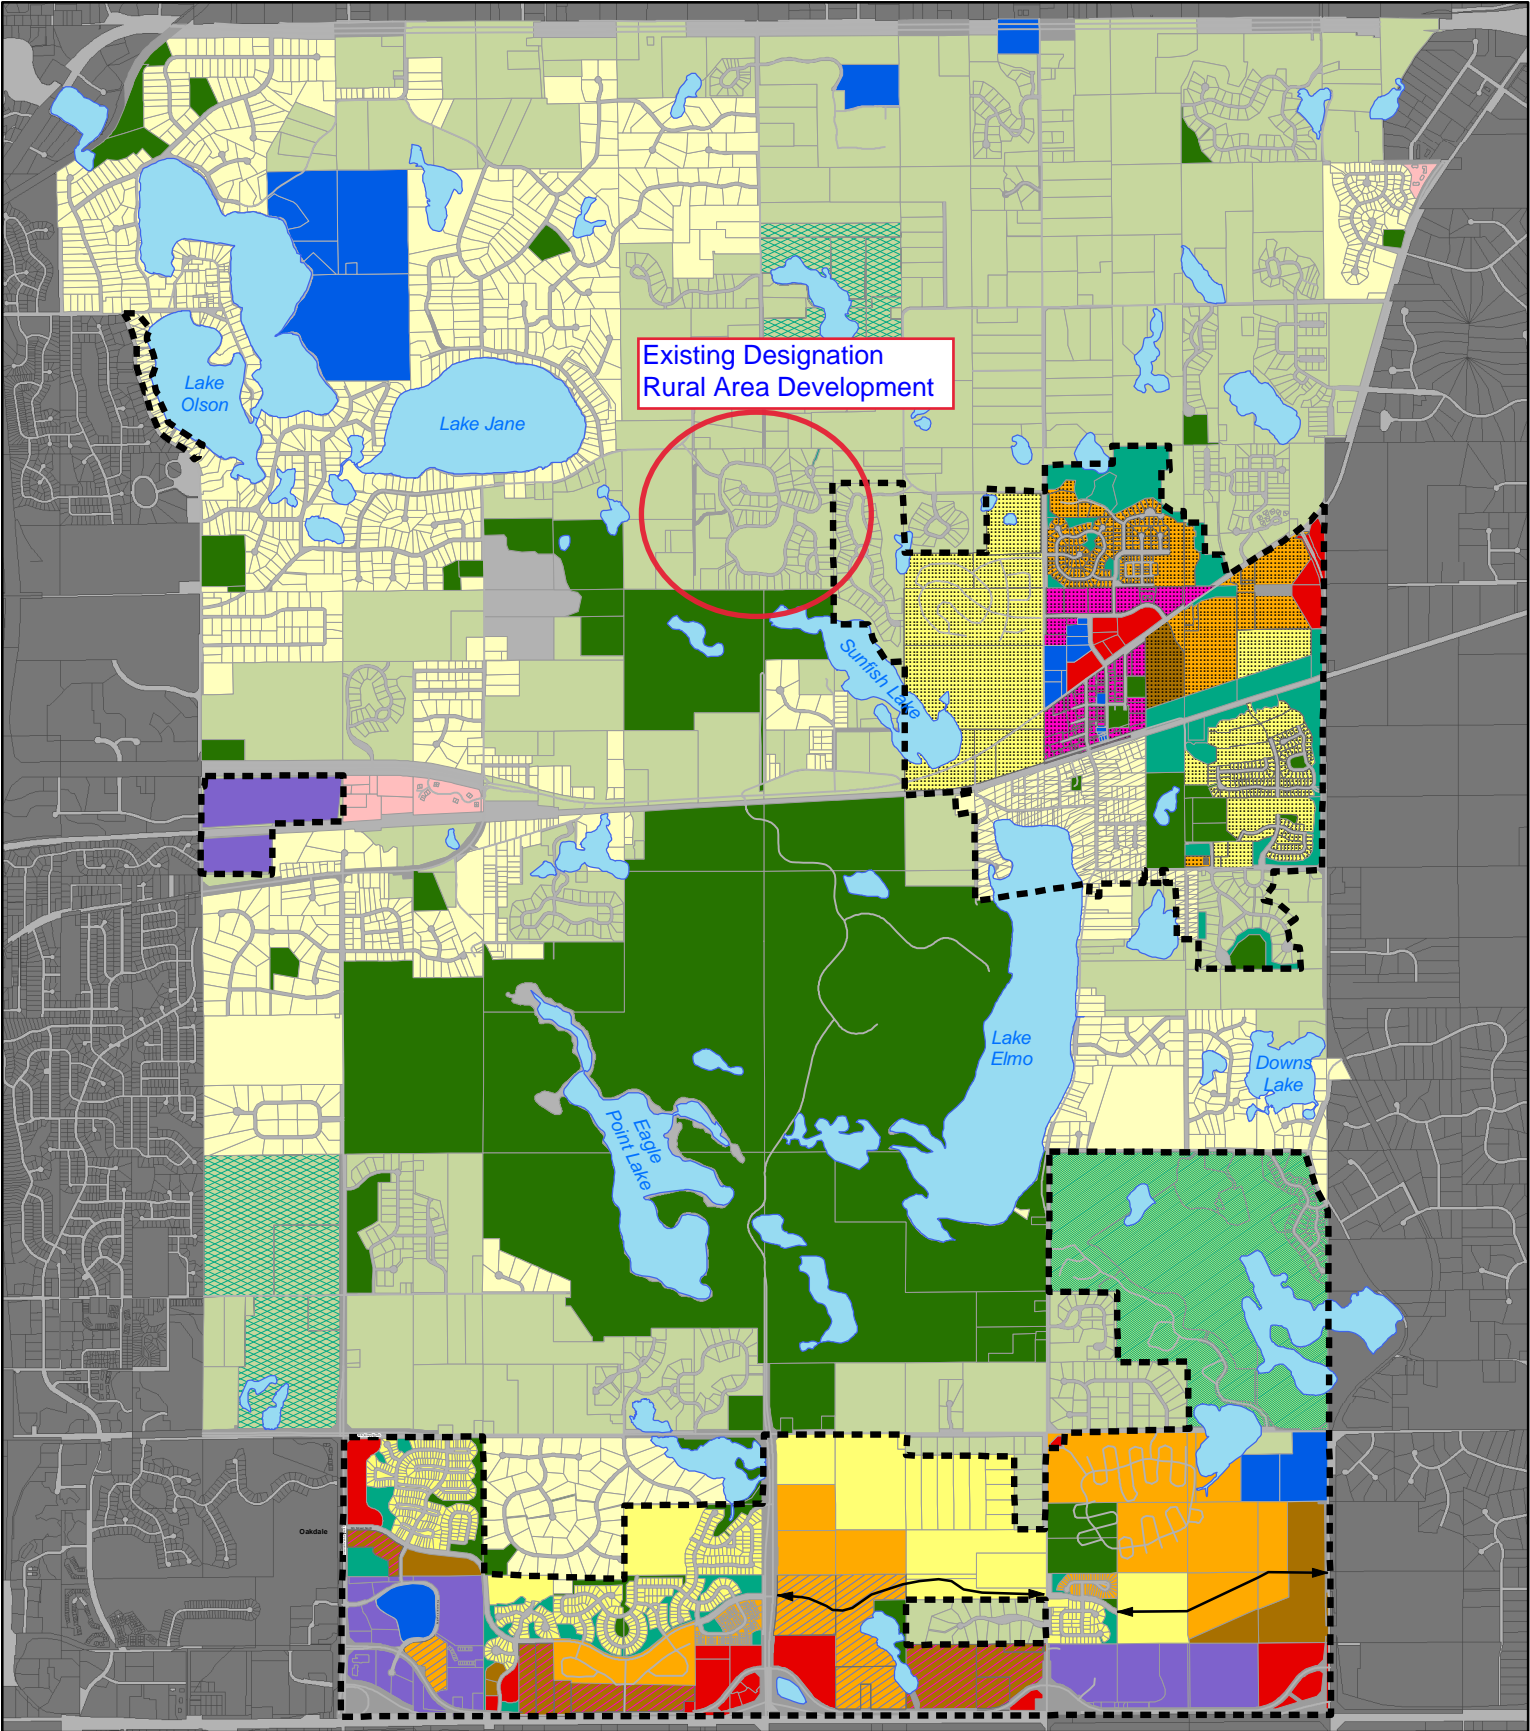 Existing Designation
Rural Area Development
Lake
Olson
Lake Jane
Sunfish Lake
Lake
Elmo
Downs
Lake
Eagle
Point Lake
Oakdale